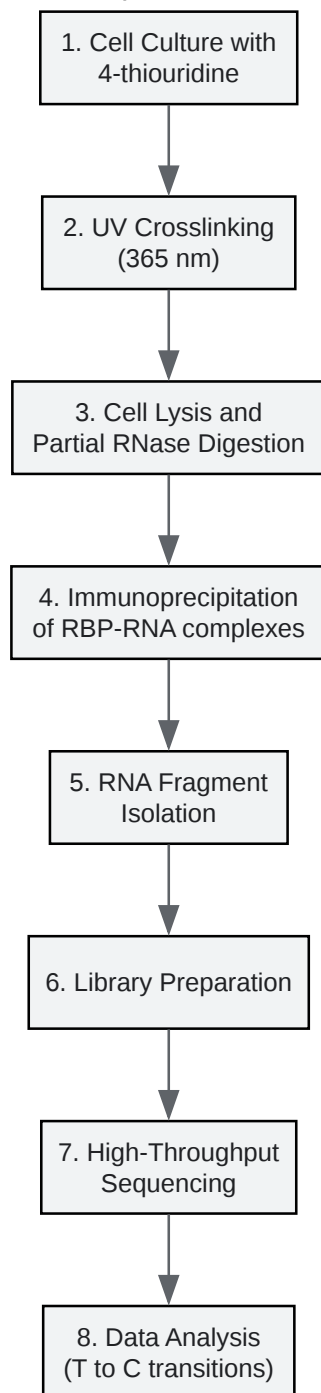 1. Cell Culture with
4-thiouridine
2. UV Crosslinking
(365 nm)
3. Cell Lysis and
Partial RNase Digestion
4. Immunoprecipitation
of RBP-RNA complexes
5. RNA Fragment
Isolation
6. Library Preparation
7. High-Throughput
Sequencing
8. Data Analysis
(T to C transitions)